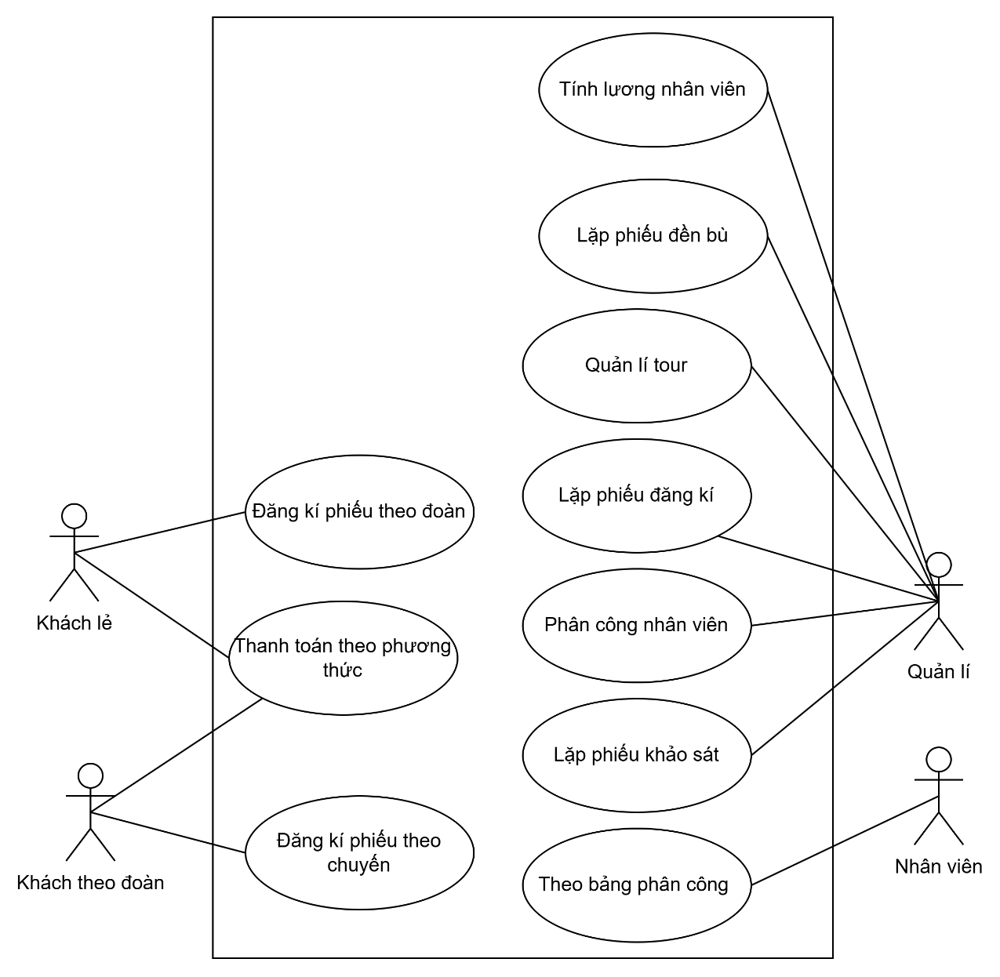 Tính lương nhân viên
Lặp phiếu đền bù
Quản lí tour
Lặp phiếu đăng kí
Đăng kí phiếu theo đoàn
Khách lẻ
Phân công nhân viên
Thanh toán theo phương
thức
Quản lí
Lặp phiếu khảo sát
Đăng kí phiếu theo
chuyến
Nhân viên
Khách theo đoàn
Theo bảng phân công